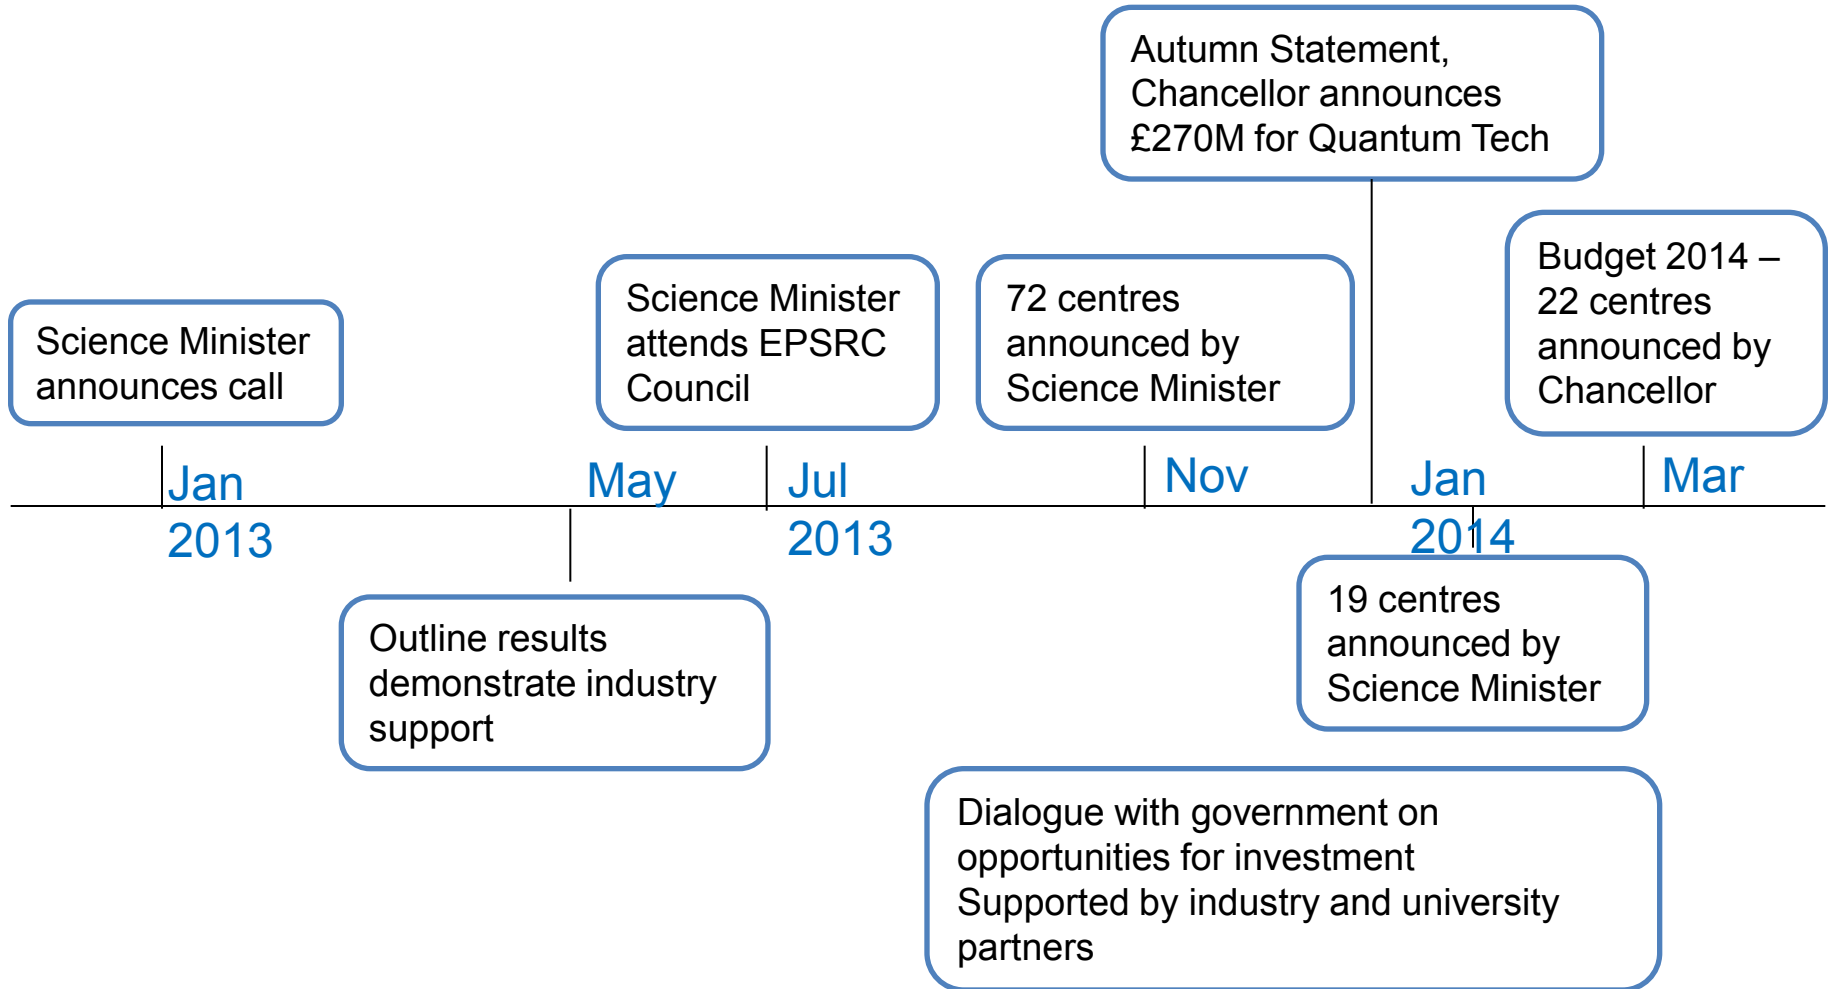 Autumn Statement,
Chancellor announces
£270M for Quantum Tech
Science Minister
announces call
Science Minister
attends EPSRC
Council
72 centres
announced by
Science Minister
Budget 2014 –
22 centres
announced by
Chancellor
Jan
2013
May
Jul
2013
Nov
Jan
2014
Mar
Outline results
demonstrate industry
support
19 centres
announced by
Science Minister
Dialogue with government on
opportunities for investment
Supported by industry and university
partners